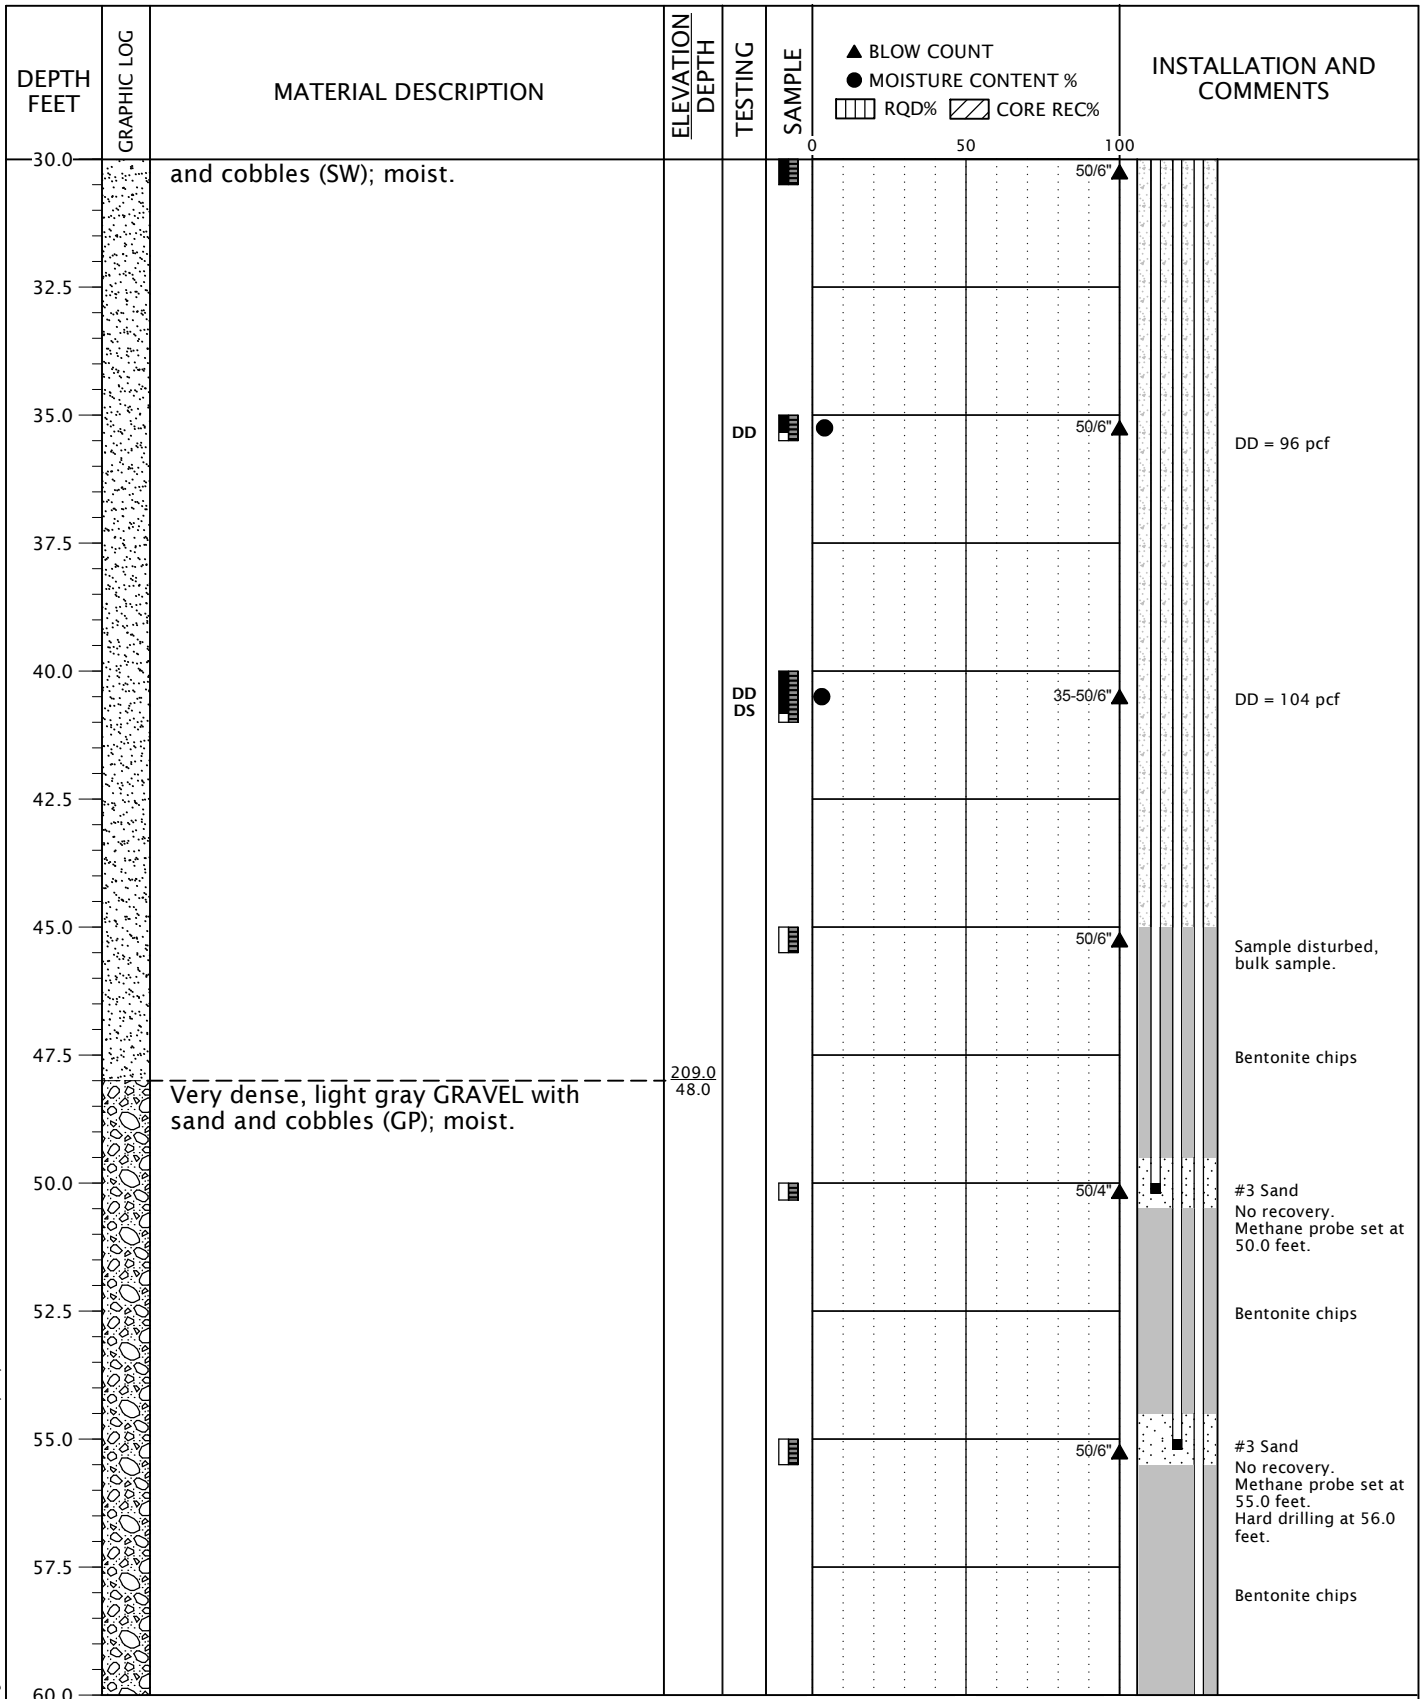 DEPTH
FEET
GRAPHIC LOG
MATERIAL DESCRIPTION
ELEVATION
DEPTH
TESTING
SAMPLE
▲ BLOW COUNT
● MOISTURE CONTENT %
RQD% CORE REC%
0 50 100
INSTALLATION AND
COMMENTS
30.0
and cobbles (SW); moist.
50/6"
32.5
35.0
DD
50/6"
DD = 96 pcf
37.5
40.0
DD
DS
35-50/6"
DD = 104 pcf
42.5
45.0
50/6"
Sample disturbed,
bulk sample.
47.5
Bentonite chips
209.0
48.0
Very dense, light gray GRAVEL with
sand and cobbles (GP); moist.
50.0
50/4"
#3 Sand
No recovery.
Methane probe set at
50.0 feet.
52.5
Bentonite chips
55.0
50/6"
#3 Sand
No recovery.
Methane probe set at
55.0 feet.
Hard drilling at 56.0
feet.
57.5
Bentonite chips
60.0